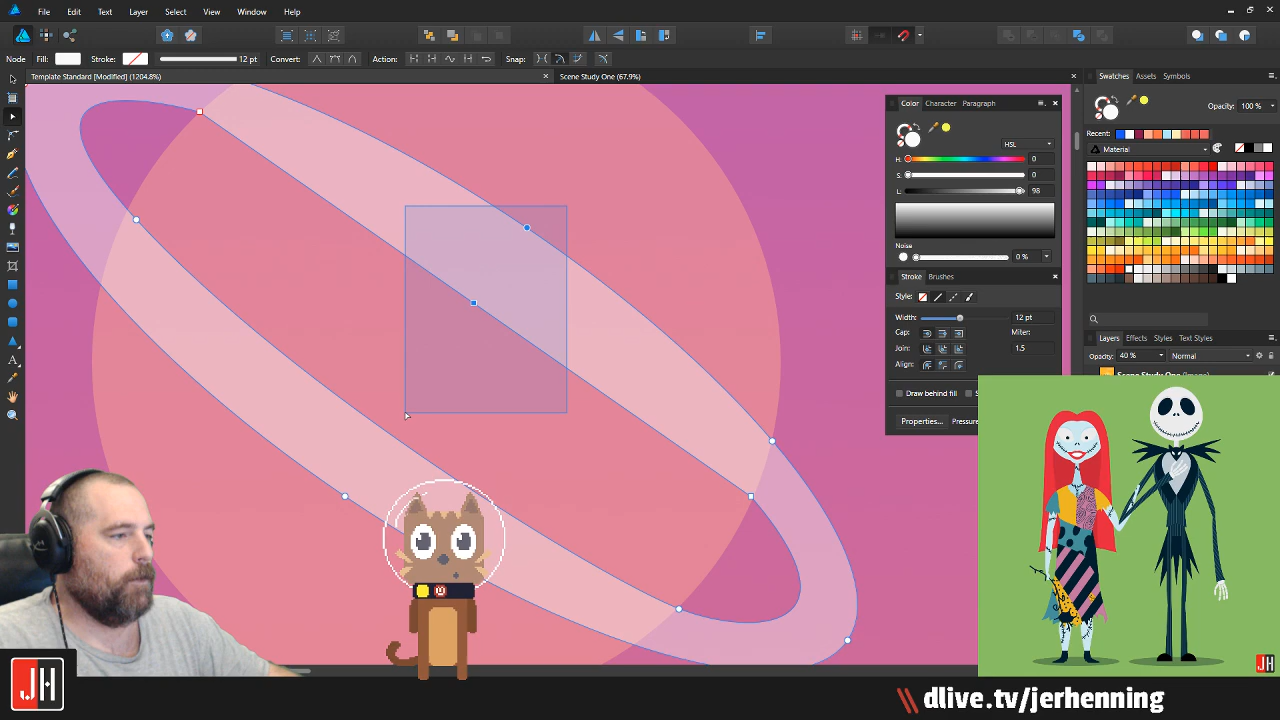 File Edit Text Layer Select View Window Help
Node Fill: Stroke: 12 pt Convert: Action: Snap:
Template Standard [Modified] (1204.8%) Scene Study One (67.9%)
Swatches Assets Symbols
Opacity: 100 %
Recent:
Material
Color Character Paragraph
HSL
H: 0
S: 0
L: 98
Noise
0 %
Stroke Brushes
Style:
Width: 12 pt
Cap: Miter:
Join: 1.5
Align:
Draw behind fill
Properties...
Layers Effects Styles Text Styles
Opacity: 40 % Normal
Scene Study One
JH
JH
dlive.tv/jerhenning